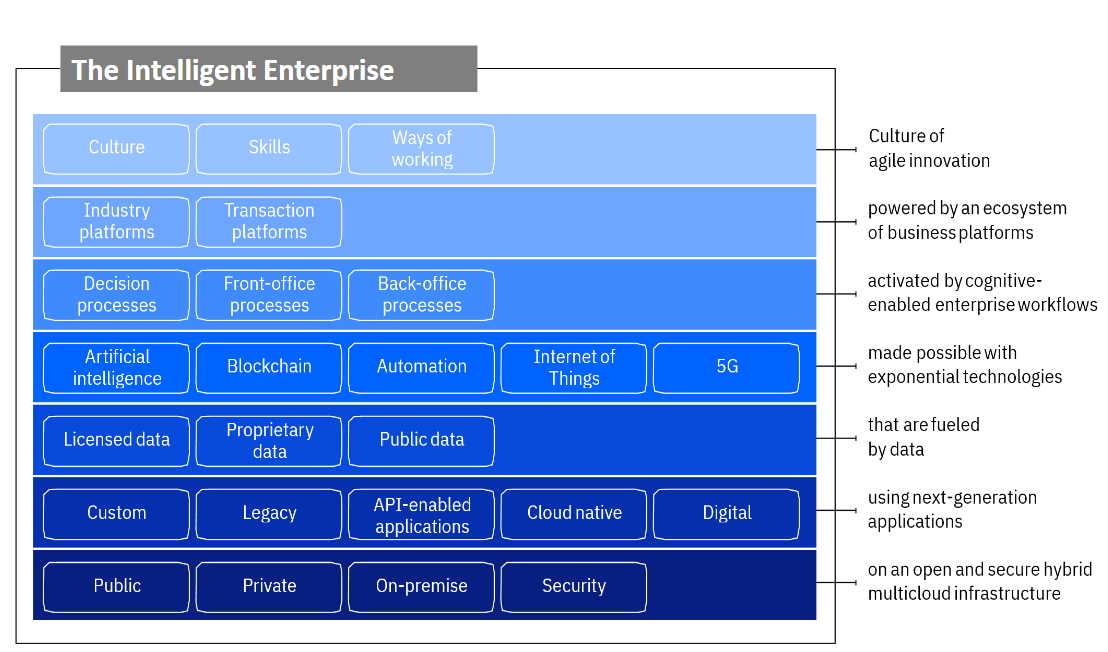 The Intelligent Enterprise
Culture
Skills
Ways of
working
Culture of
agile innovation
Industry
platforms
Transaction
platforms
powered by an ecosystem
of business platforms
Decision
processes
Front-office
processes
Back-office
processes
activated by cognitive-
enabled enterprise workflows
Artificial
intelligence
Blockchain
Automation
Internet of
Things
5G
made possible with
exponential technologies
Licensed data
Proprietary
data
Public data
that are fueled
by data
Custom
Legacy
API-enabled
applications
Cloud native
Digital
using next-generation
applications
Public
Private
On-premise
Security
on an open and secure hybrid
multicloud infrastructure